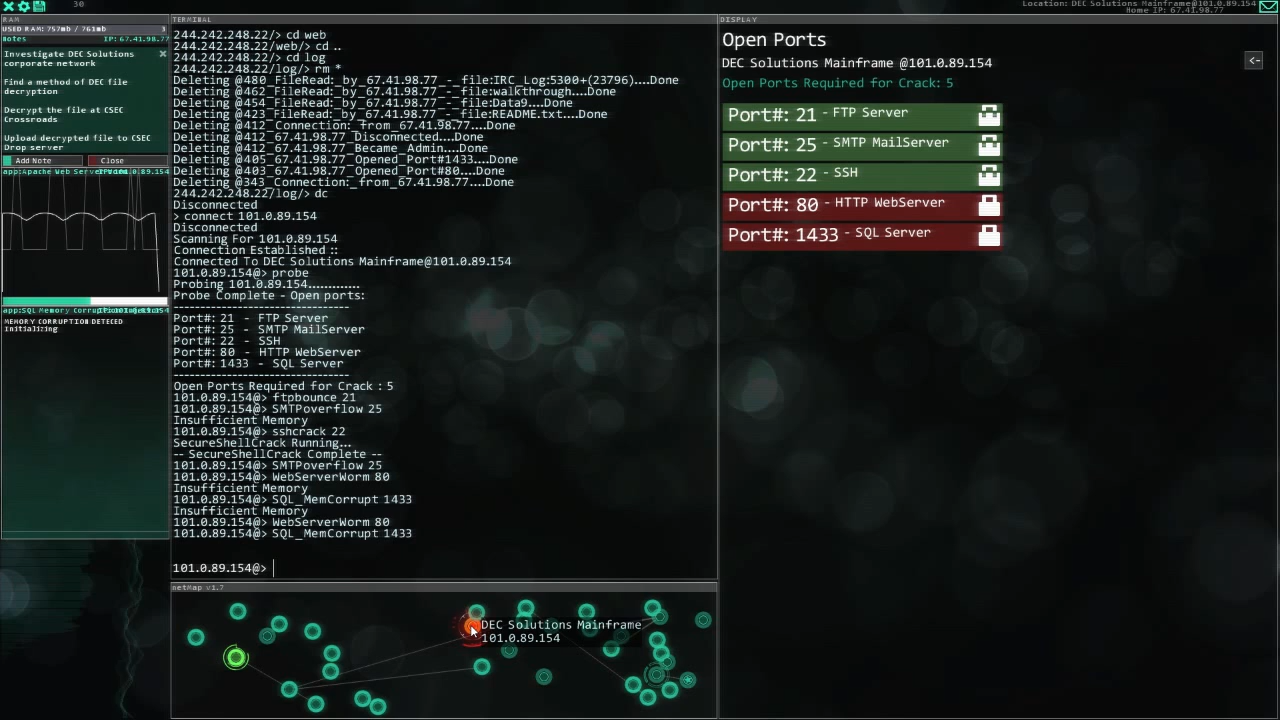 30
Location: DEC Solutions Mainframe@101.0.89.154
Home IP: 67.41.98.77
RAM
USED RAM: 757mb / 761mb 3
notes IP: 67.41.98.77
Investigate DEC Solutions
corporate network
Find a method of DEC file
decryption
Decrypt the file at CSEC
Crossroads
Upload decrypted file to CSEC
Drop server
Add Note Close
app:Apache Web Server
MEMORY CORRUPTION DETECED
Initializing
TERMINAL
244.242.248.22/> cd web
244.242.248.22/web/> cd ..
244.242.248.22/> cd log
244.242.248.22/log/> rm *
Deleting @480_FileRead:_by_67.41.98.77_-_file:IRC_Log:5300+(23796)....Done
Deleting @462_FileRead:_by_67.41.98.77_-_file:walkthrough....Done
Deleting @454_FileRead:_by_67.41.98.77_-_file:Data9....Done
Deleting @423_FileRead:_by_67.41.98.77_-_file:README.txt....Done
Deleting @412_Connection:_from_67.41.98.77....Done
Deleting @412_67.41.98.77_Disconnected....Done
Deleting @412_67.41.98.77_Became_Admin....Done
Deleting @405_67.41.98.77_Opened_Port#1433....Done
Deleting @403_67.41.98.77_Opened_Port#80....Done
Deleting @343_Connection:_from_67.41.98.77....Done
244.242.248.22/log/> dc
Disconnected
> connect 101.0.89.154
Disconnected
Scanning For 101.0.89.154
Connection Established ::
Connected To DEC Solutions Mainframe@101.0.89.154
101.0.89.154@> probe
Probing 101.0.89.154.............
Probe Complete - Open ports:
---------------------------------
Port#: 21 - FTP Server
Port#: 25 - SMTP MailServer
Port#: 22 - SSH
Port#: 80 - HTTP WebServer
Port#: 1433 - SQL Server
---------------------------------
Open Ports Required for Crack : 5
101.0.89.154@> ftpbounce 21
101.0.89.154@> SMTPoverflow 25
Insufficient Memory
101.0.89.154@> sshcrack 22
SecureShellCrack Running...
-- SecureShellCrack Complete --
101.0.89.154@> SMTPoverflow 25
101.0.89.154@> WebServerWorm 80
Insufficient Memory
101.0.89.154@> SQL_MemCorrupt 1433
Insufficient Memory
101.0.89.154@> WebServerWorm 80
101.0.89.154@> SQL_MemCorrupt 1433
101.0.89.154@>
netMap v1.7
DEC Solutions Mainframe
101.0.89.154
DISPLAY
Open Ports
DEC Solutions Mainframe @101.0.89.154
Open Ports Required for Crack: 5
<-
Port#: 21 - FTP Server
Port#: 25 - SMTP MailServer
Port#: 22 - SSH
Port#: 80 - HTTP WebServer
Port#: 1433 - SQL Server